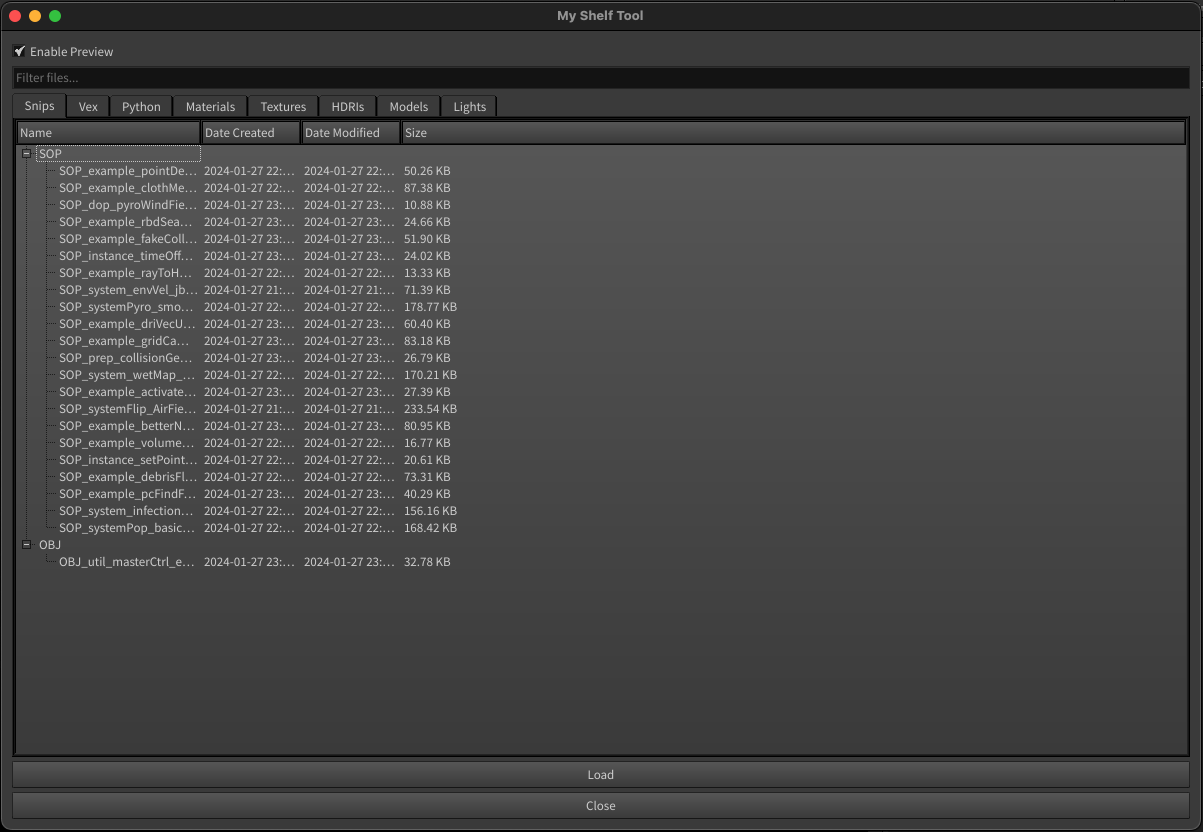 My Shelf Tool
Enable Preview
Filter files...
Snips Vex Python Materials Textures HDRIs Models Lights
Name Date Created Date Modified Size
SOP
SOP_example_pointDe... 2024-01-27 22:... 2024-01-27 22:... 50.26 KB
SOP_example_clothMe... 2024-01-27 22:... 2024-01-27 22:... 87.38 KB
SOP_dop_pyroWindFie... 2024-01-27 23:... 2024-01-27 23:... 10.88 KB
SOP_example_rbdSea... 2024-01-27 23:... 2024-01-27 23:... 24.66 KB
SOP_example_fakeColl... 2024-01-27 23:... 2024-01-27 23:... 51.90 KB
SOP_instance_timeOff... 2024-01-27 23:... 2024-01-27 23:... 24.02 KB
SOP_example_rayToH... 2024-01-27 22:... 2024-01-27 22:... 13.33 KB
SOP_system_envVel_jb... 2024-01-27 21:... 2024-01-27 21:... 71.39 KB
SOP_systemPyro_smo... 2024-01-27 22:... 2024-01-27 22:... 178.77 KB
SOP_example_driVecU... 2024-01-27 23:... 2024-01-27 23:... 60.40 KB
SOP_example_gridCa... 2024-01-27 23:... 2024-01-27 23:... 83.18 KB
SOP_prep_collisionGe... 2024-01-27 23:... 2024-01-27 23:... 26.79 KB
SOP_system_wetMap_... 2024-01-27 22:... 2024-01-27 22:... 170.21 KB
SOP_example_activate... 2024-01-27 23:... 2024-01-27 23:... 27.39 KB
SOP_systemFlip_AirFie... 2024-01-27 21:... 2024-01-27 21:... 233.54 KB
SOP_example_betterN... 2024-01-27 23:... 2024-01-27 23:... 80.95 KB
SOP_example_volume... 2024-01-27 22:... 2024-01-27 22:... 16.77 KB
SOP_instance_setPoint... 2024-01-27 22:... 2024-01-27 22:... 20.61 KB
SOP_example_debrisFl... 2024-01-27 22:... 2024-01-27 22:... 73.31 KB
SOP_example_pcFindF... 2024-01-27 23:... 2024-01-27 23:... 40.29 KB
SOP_system_infection... 2024-01-27 22:... 2024-01-27 22:... 156.16 KB
SOP_systemPop_basic... 2024-01-27 22:... 2024-01-27 22:... 168.42 KB
OBJ
OBJ_util_masterCtrl_e... 2024-01-27 23:... 2024-01-27 23:... 32.78 KB
Load
Close